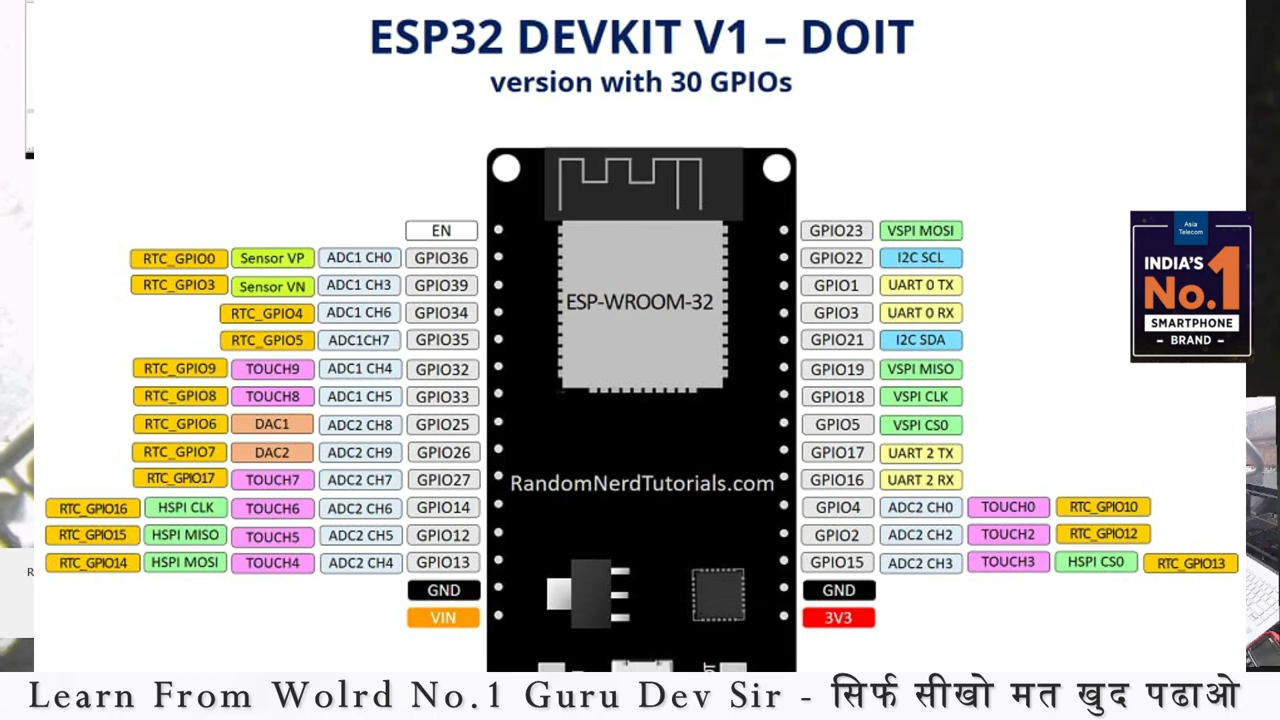 ESP32 DEVKIT V1 – DOIT
version with 30 GPIOs
EN
GPIO23 VSPI MOSI
RTC_GPIO0 Sensor VP ADC1 CH0 GPIO36
GPIO22 I2C SCL
RTC_GPIO3 Sensor VN ADC1 CH3 GPIO39
GPIO1 UART 0 TX
RTC_GPIO4 ADC1 CH6 GPIO34
GPIO3 UART 0 RX
RTC_GPIO5 ADC1CH7 GPIO35
GPIO21 I2C SDA
RTC_GPIO9 TOUCH9 ADC1 CH4 GPIO32
GPIO19 VSPI MISO
RTC_GPIO8 TOUCH8 ADC1 CH5 GPIO33
GPIO18 VSPI CLK
RTC_GPIO6 DAC1 ADC2 CH8 GPIO25
GPIO5 VSPI CS0
RTC_GPIO7 DAC2 ADC2 CH9 GPIO26
GPIO17 UART 2 TX
RTC_GPIO17 TOUCH7 ADC2 CH7 GPIO27
GPIO16 UART 2 RX
RTC_GPIO16 HSPI CLK TOUCH6 ADC2 CH6 GPIO14
GPIO4 ADC2 CH0 TOUCH0 RTC_GPIO10
RTC_GPIO15 HSPI MISO TOUCH5 ADC2 CH5 GPIO12
GPIO2 ADC2 CH2 TOUCH2 RTC_GPIO12
RTC_GPIO14 HSPI MOSI TOUCH4 ADC2 CH4 GPIO13
GPIO15 ADC2 CH3 TOUCH3 HSPI CS0 RTC_GPIO13
GND
GND
VIN
3V3
ESP-WROOM-32
RandomNerdTutorials.com
Asia
Telecom
INDIA'S
No.1
SMARTPHONE
– BRAND –
Learn From Wolrd No.1 Guru Dev Sir - सिर्फ सीखो मत खुद पढाओ